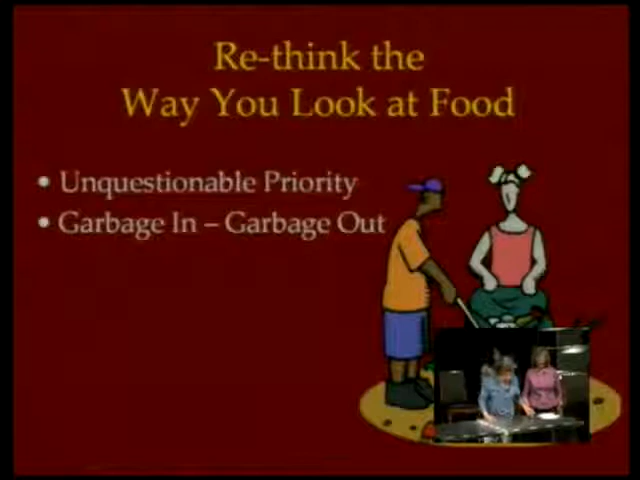 Re-think the
Way You Look at Food
• Unquestionable Priority
• Garbage In – Garbage Out